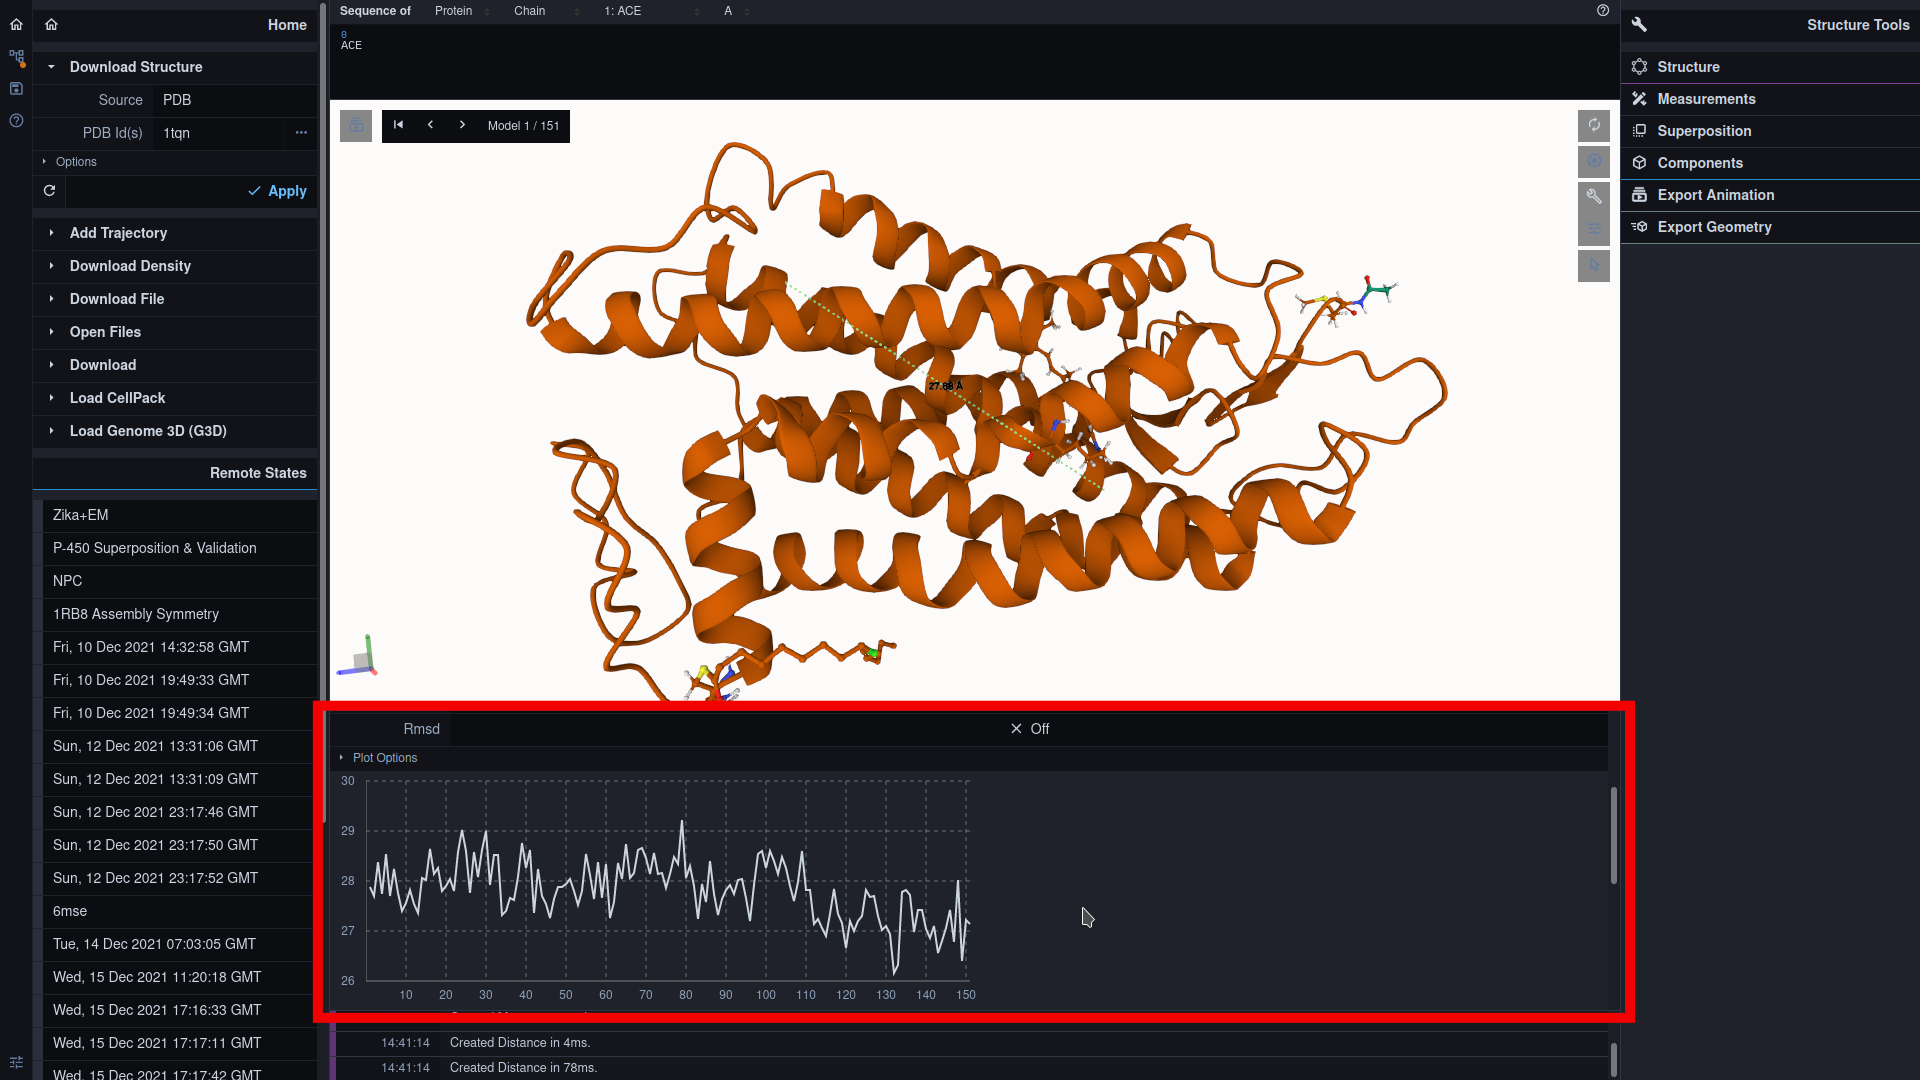 Home
Download Structure
Source PDB
PDB Id(s) 1tqn
Options
Apply
Add Trajectory
Download Density
Download File
Open Files
Download
Load CellPack
Load Genome 3D (G3D)
Remote States
Zika+EM
P-450 Superposition & Validation
NPC
1RB8 Assembly Symmetry
Fri, 10 Dec 2021 14:32:58 GMT
Fri, 10 Dec 2021 19:49:33 GMT
Fri, 10 Dec 2021 19:49:34 GMT
Sun, 12 Dec 2021 13:31:06 GMT
Sun, 12 Dec 2021 13:31:09 GMT
Sun, 12 Dec 2021 23:17:46 GMT
Sun, 12 Dec 2021 23:17:50 GMT
Sun, 12 Dec 2021 23:17:52 GMT
6mse
Tue, 14 Dec 2021 07:03:05 GMT
Wed, 15 Dec 2021 11:20:18 GMT
Wed, 15 Dec 2021 17:16:33 GMT
Wed, 15 Dec 2021 17:17:11 GMT
Wed, 15 Dec 2021 17:17:42 GMT
Sequence of Protein Chain 1: ACE A
0
ACE
Model 1 / 151
27.88 Å
Rmsd Off
Plot Options
30
29
28
27
26
10 20 30 40 50 60 70 80 90 100 110 120 130 140 150
14:41:14 Created Distance in 4ms.
14:41:14 Created Distance in 78ms.
Structure Tools
Structure
Measurements
Superposition
Components
Export Animation
Export Geometry